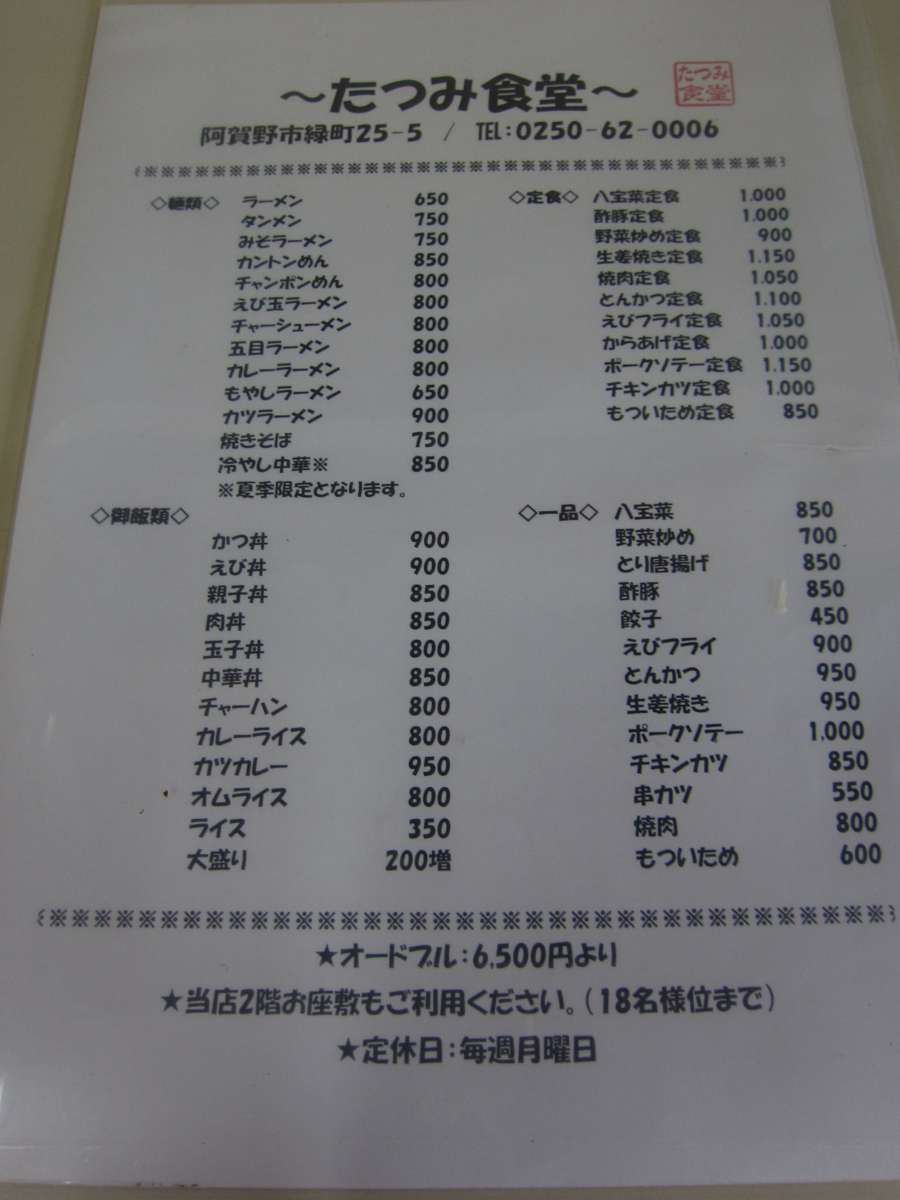 ～たつみ食堂～
たつみ
食堂
阿賀野市緑町25-5 / TEL:0250-62-0006
{※※※※※※※※※※※※※※※※※※※※※※※※※※※※※※※※※※※※※※}
◇麺類◇ ラーメン 650
タンメン 750
みそラーメン 750
カントンめん 850
チャンポンめん 800
えび玉ラーメン 800
チャーシューメン 800
五目ラーメン 800
カレーラーメン 800
もやしラーメン 650
カツラーメン 900
焼きそば 750
冷やし中華※ 850
※夏季限定となります。
◇定食◇ 八宝菜定食 1.000
酢豚定食 1.000
野菜炒め定食 900
生姜焼き定食 1.150
焼肉定食 1.050
とんかつ定食 1.100
えびフライ定食 1.050
からあげ定食 1.000
ポークソテー定食 1.150
チキンカツ定食 1.000
もついため定食 850
◇御飯類◇
かつ丼 900
えび丼 900
親子丼 850
肉丼 850
玉子丼 800
中華丼 850
チャーハン 800
カレーライス 800
カツカレー 950
オムライス 800
ライス 350
大盛り 200増
◇一品◇ 八宝菜 850
野菜炒め 700
とり唐揚げ 850
酢豚 850
餃子 450
えびフライ 900
とんかつ 950
生姜焼き 950
ポークソテー 1,000
チキンカツ 850
串カツ 550
焼肉 800
もついため 600
{※※※※※※※※※※※※※※※※※※※※※※※※※※※※※※※※※※※※※※}
★オードブル:6,500円より
★当店2階お座敷もご利用ください。(18名様位まで)
★定休日:毎週月曜日